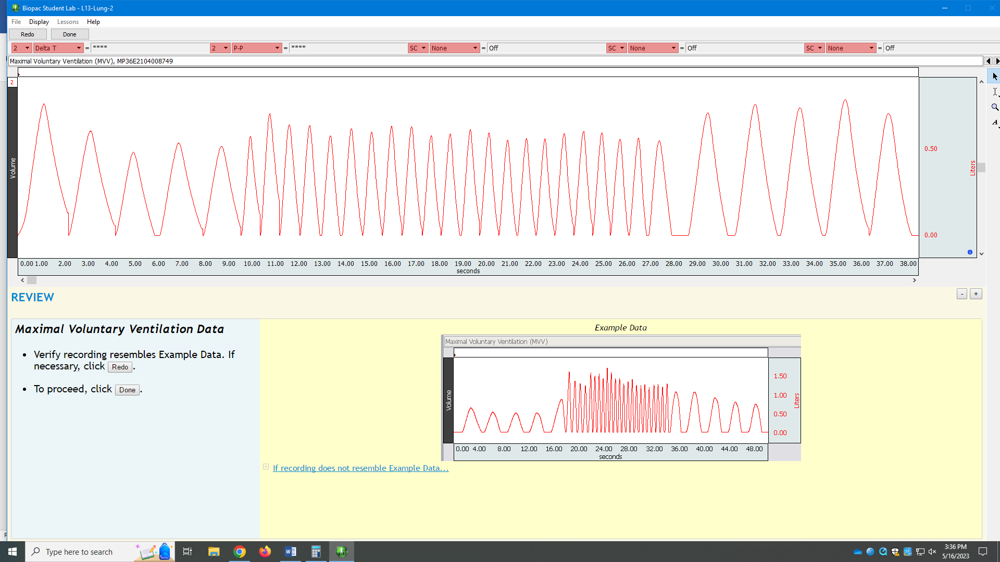 Biopac Student Lab - L13-Lung-2
File Display Lessons Help
Redo Done
2 Delta T = **** 2 P-P = **** SC None = Off SC None = Off SC None = Off
Maximal Voluntary Ventilation (MVV), MP36E2104008749
2
Volume
0.50
Liters
0.00
0.00 1.00 2.00 3.00 4.00 5.00 6.00 7.00 8.00 9.00 10.00 11.00 12.00 13.00 14.00 15.00 16.00 17.00 18.00 19.00 20.00 21.00 22.00 23.00 24.00 25.00 26.00 27.00 28.00 29.00 30.00 31.00 32.00 33.00 34.00 35.00 36.00 37.00 38.00
seconds
REVIEW
- +
Maximal Voluntary Ventilation Data
• Verify recording resembles Example Data. If
necessary, click Redo.
• To proceed, click Done.
Example Data
Maximal Voluntary Ventilation (MVV)
Volume
1.50
1.00
0.50
0.00
Liters
0.00 4.00 8.00 12.00 16.00 20.00 24.00 28.00 32.00 36.00 40.00 44.00 48.00
seconds
If recording does not resemble Example Data...
Type here to search
3:36 PM
5/16/2023